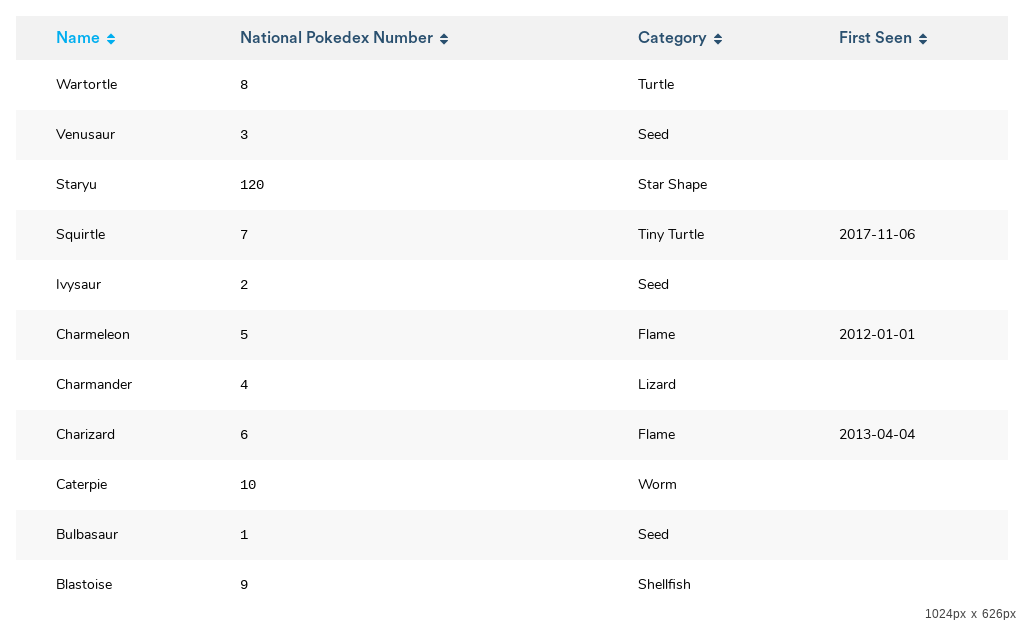 Name National Pokedex Number Category First Seen
Wartortle 8 Turtle
Venusaur 3 Seed
Staryu 120 Star Shape
Squirtle 7 Tiny Turtle 2017-11-06
Ivysaur 2 Seed
Charmeleon 5 Flame 2012-01-01
Charmander 4 Lizard
Charizard 6 Flame 2013-04-04
Caterpie 10 Worm
Bulbasaur 1 Seed
Blastoise 9 Shellfish
1024px x 626px